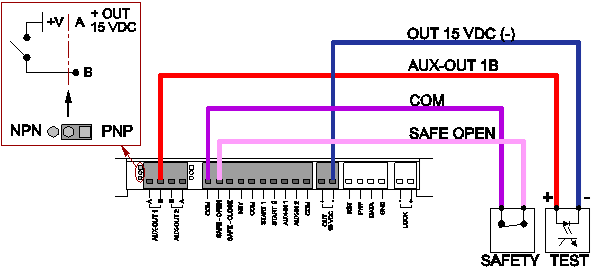 +V
A
+ OUT
15 VDC
B
NPN
PNP
OUT 15 VDC (-)
AUX-OUT 1B
COM
SAFE OPEN
A
B
B
A
AUX-OUT 1
AUX-OUT 2
COM
SAFE - OPEN
SAFE - CLOSE
KEY
COM
START 1
START 2
AUX-IN 1
AUX-IN 2
COM
+
-
OUT
15 VDC
PWR
DATA
GND
+
-
LOCK
+
-
SAFETY
TEST